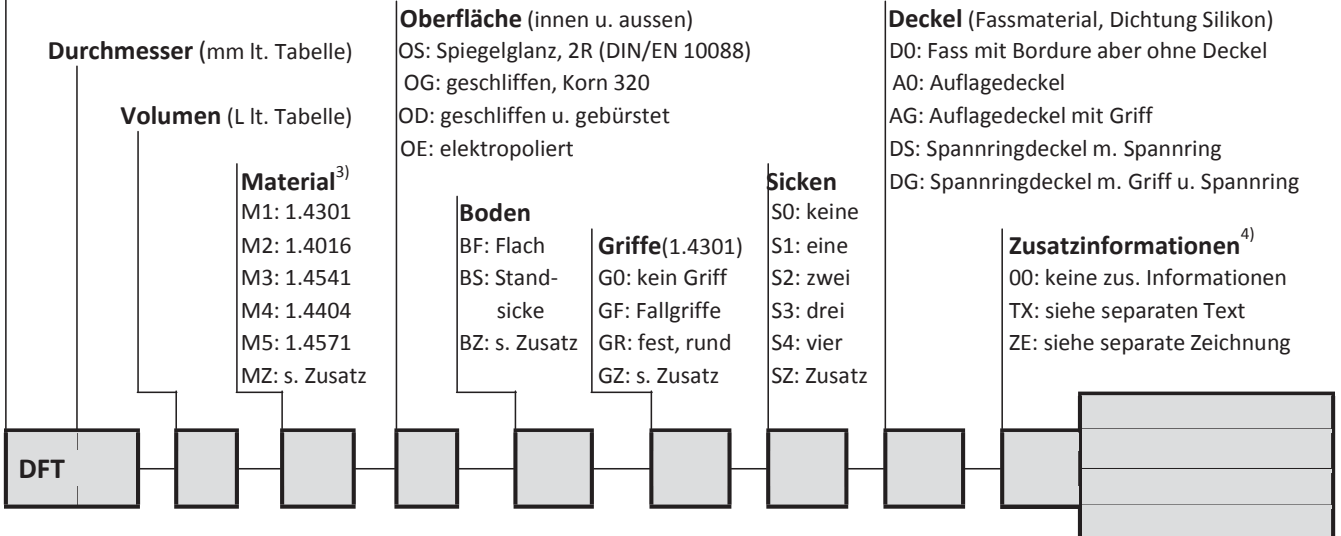 Durchmesser (mm lt. Tabelle)
Volumen (L lt. Tabelle)
Material3)
M1: 1.4301
M2: 1.4016
M3: 1.4541
M4: 1.4404
M5: 1.4571
MZ: s. Zusatz
Oberfläche (innen u. aussen)
OS: Spiegelglanz, 2R (DIN/EN 10088)
OG: geschliffen, Korn 320
OD: geschliffen u. gebürstet
OE: elektropoliert
Boden
BF: Flach
BS: Stand-
sicke
BZ: s. Zusatz
Griffe(1.4301)
G0: kein Griff
GF: Fallgriffe
GR: fest, rund
GZ: s. Zusatz
Sicken
S0: keine
S1: eine
S2: zwei
S3: drei
S4: vier
SZ: Zusatz
Deckel (Fassmaterial, Dichtung Silikon)
D0: Fass mit Bordure aber ohne Deckel
A0: Auflagedeckel
AG: Auflagedeckel mit Griff
DS: Spannringdeckel m. Spannring
DG: Spannringdeckel m. Griff u. Spannring
Zusatzinformationen4)
00: keine zus. Informationen
TX: siehe separaten Text
ZE: siehe separate Zeichnung
DFT